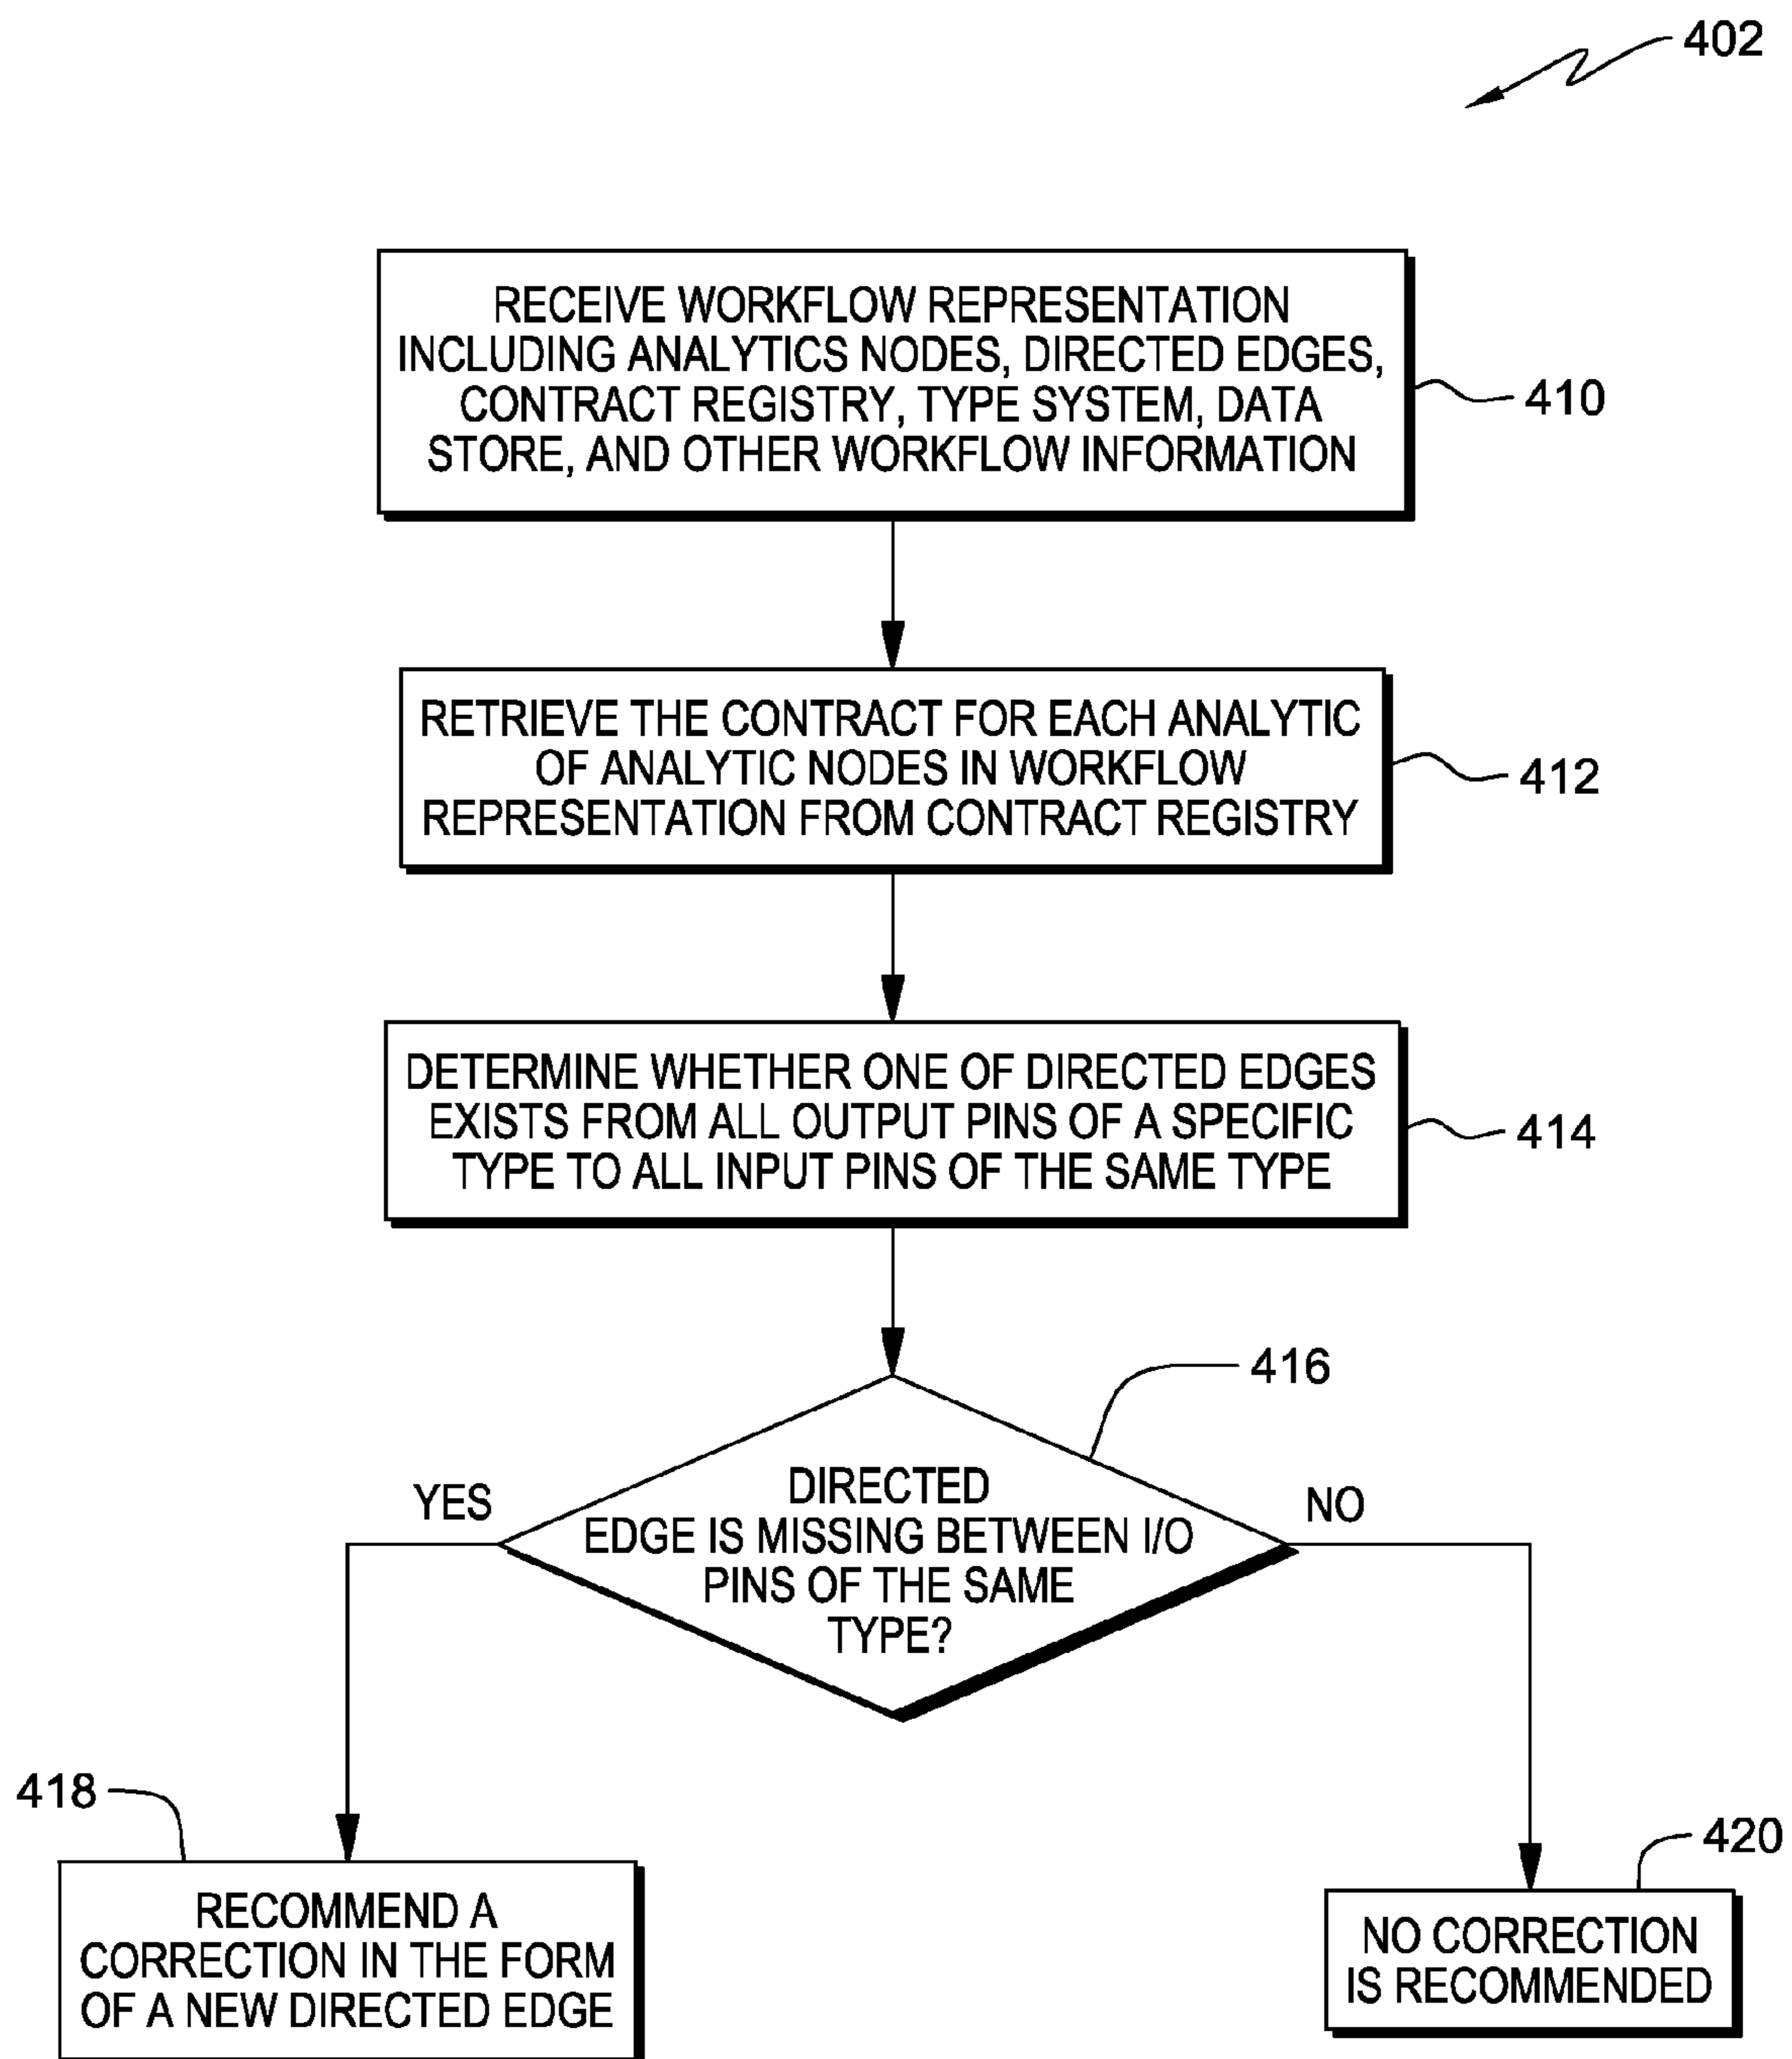 402
RECEIVE WORKFLOW REPRESENTATION
INCLUDING ANALYTICS NODES, DIRECTED EDGES,
CONTRACT REGISTRY, TYPE SYSTEM, DATA
STORE, AND OTHER WORKFLOW INFORMATION
410
RETRIEVE THE CONTRACT FOR EACH ANALYTIC
OF ANALYTIC NODES IN WORKFLOW
REPRESENTATION FROM CONTRACT REGISTRY
412
DETERMINE WHETHER ONE OF DIRECTED EDGES
EXISTS FROM ALL OUTPUT PINS OF A SPECIFIC
TYPE TO ALL INPUT PINS OF THE SAME TYPE
414
416
DIRECTED
EDGE IS MISSING BETWEEN I/O
PINS OF THE SAME
TYPE?
YES
NO
418
RECOMMEND A
CORRECTION IN THE FORM
OF A NEW DIRECTED EDGE
420
NO CORRECTION
IS RECOMMENDED